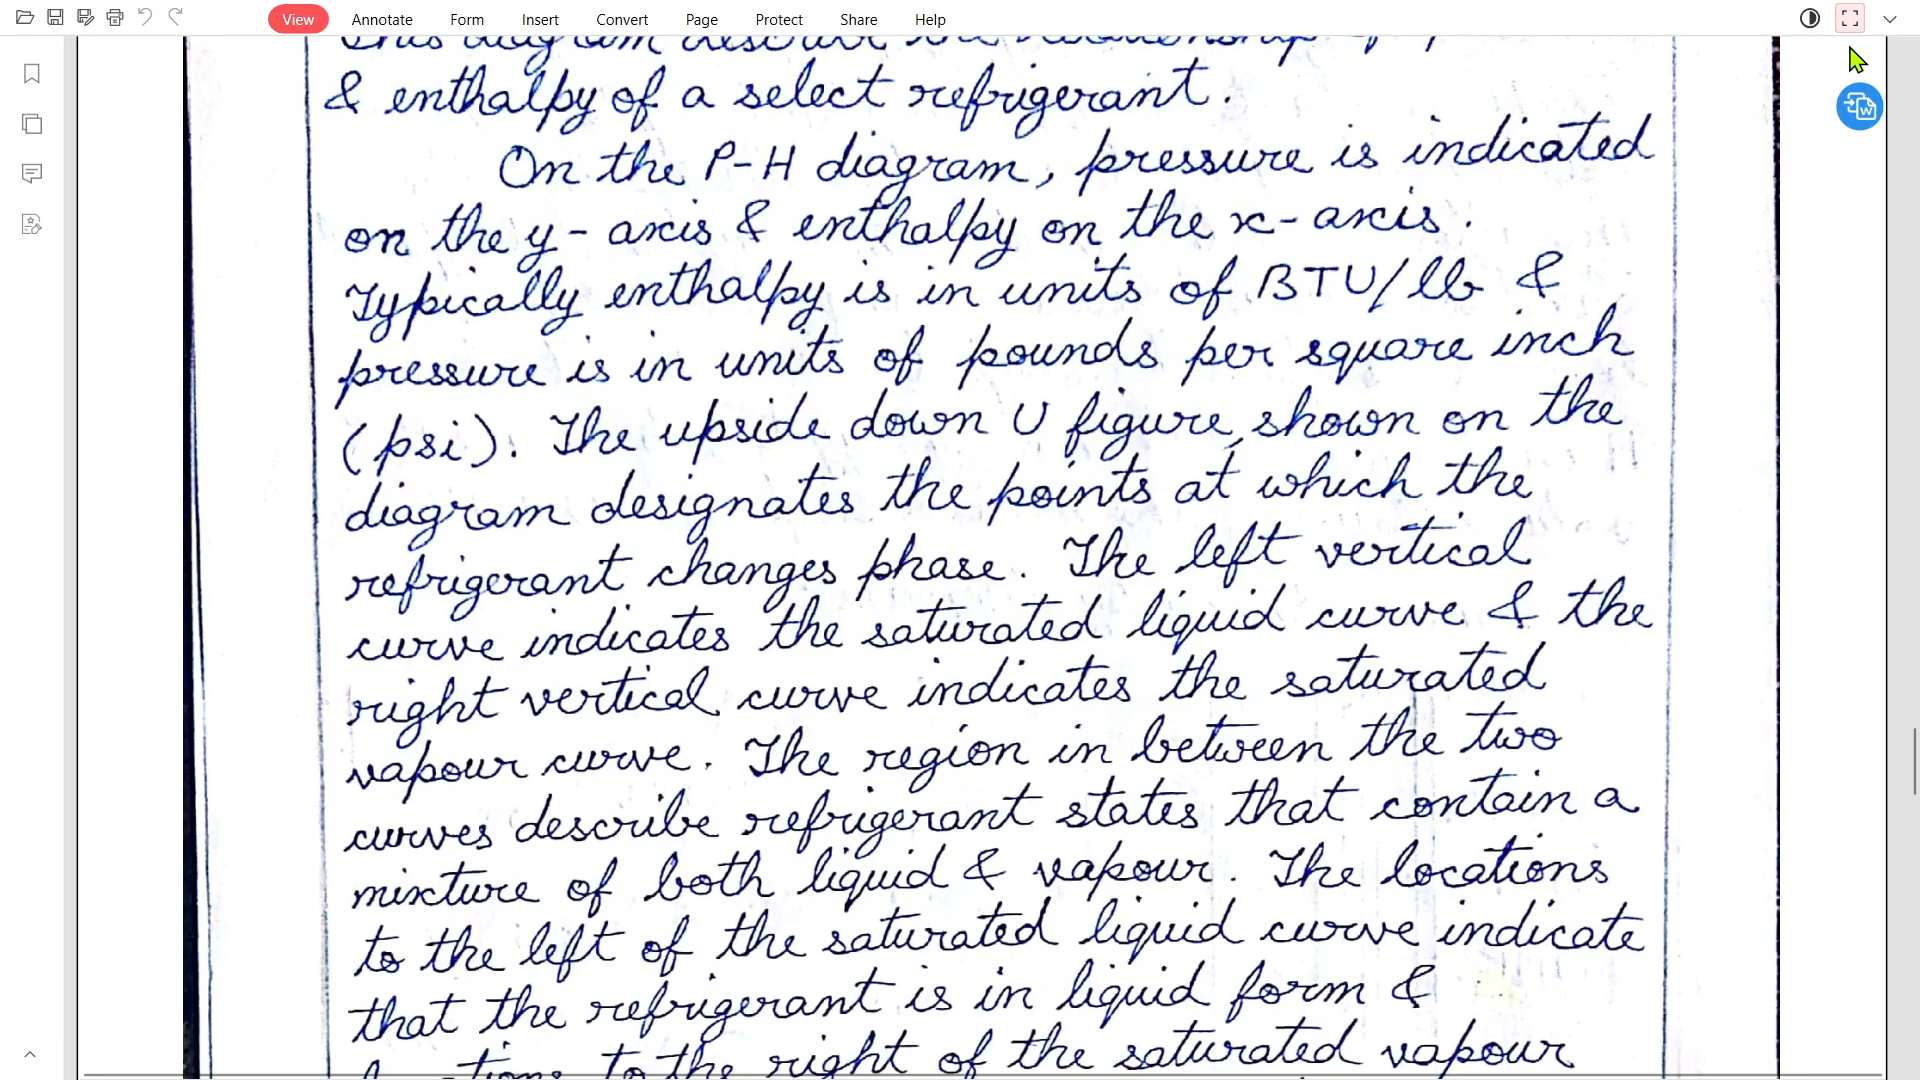 View Annotate Form Insert Convert Page Protect Share Help
This diagram describe the relationship of
& enthalpy of a select refrigerant.
On the P-H diagram, pressure is indicated
on the y-axis & enthalpy on the x-axis.
Typically enthalpy is in units of BTU/lb &
pressure is in units of pounds per square inch
(psi). The upside down U figure, shown on the
diagram designates the points at which the
refrigerant changes phase. The left vertical
curve indicates the saturated liquid curve & the
right vertical curve indicates the saturated
vapour curve. The region in between the two
curves describe refrigerant states that contain a
mixture of both liquid & vapour. The locations
to the left of the saturated liquid curve indicate
that the refrigerant is in liquid form &
to the right of the saturated vapour